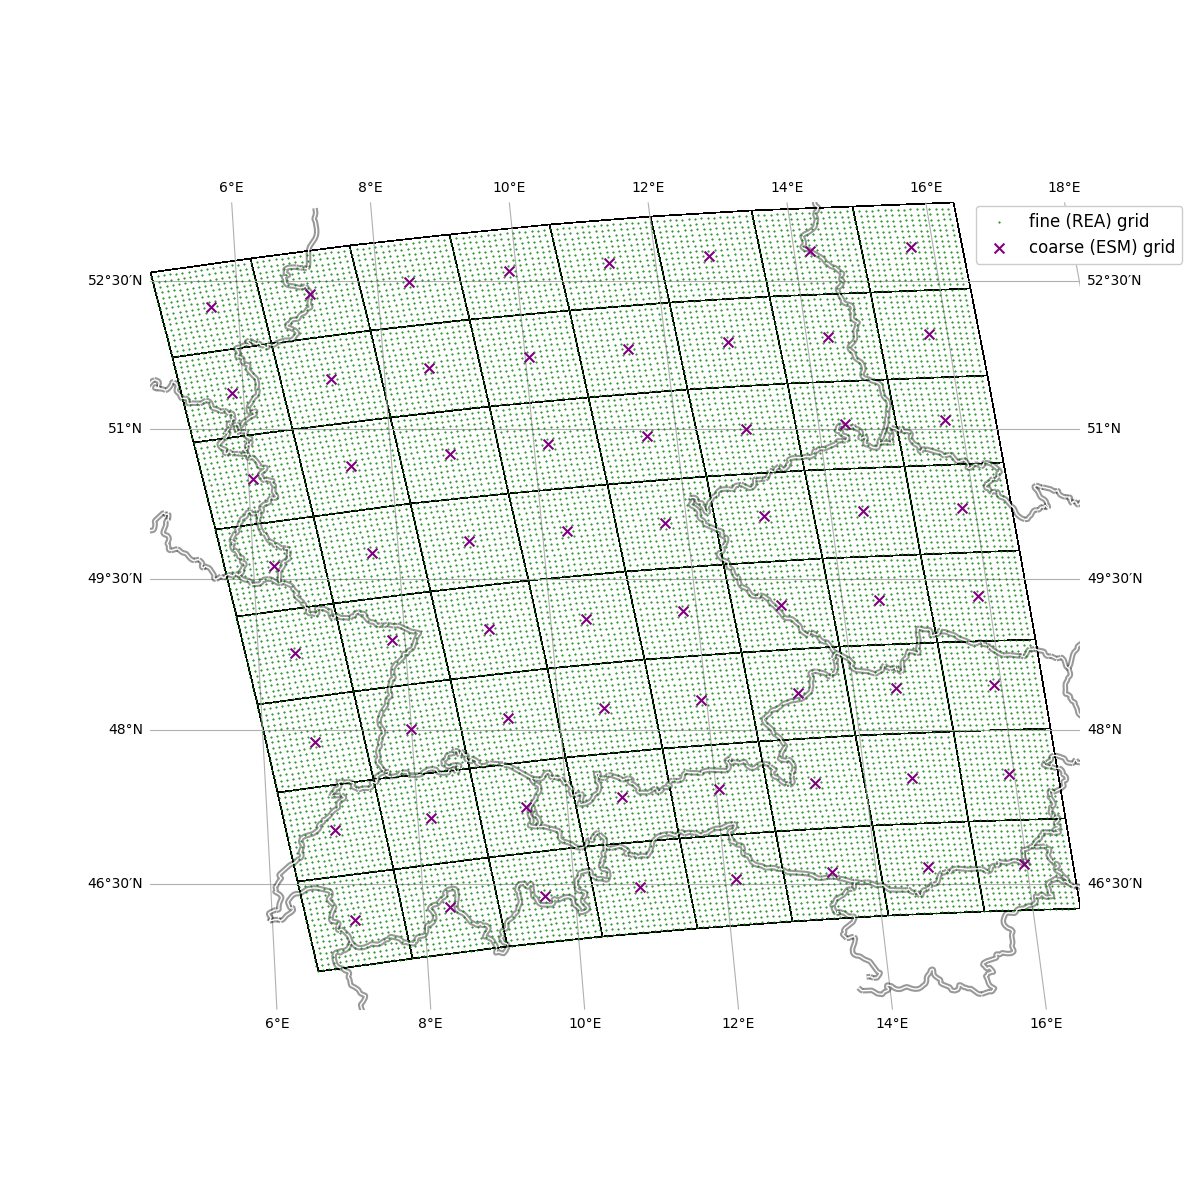 6°E 8°E 10°E 12°E 14°E 16°E 18°E
fine (REA) grid
coarse (ESM) grid
52°30′N 52°30′N
51°N 51°N
49°30′N 49°30′N
48°N 48°N
46°30′N 46°30′N
6°E 8°E 10°E 12°E 14°E 16°E